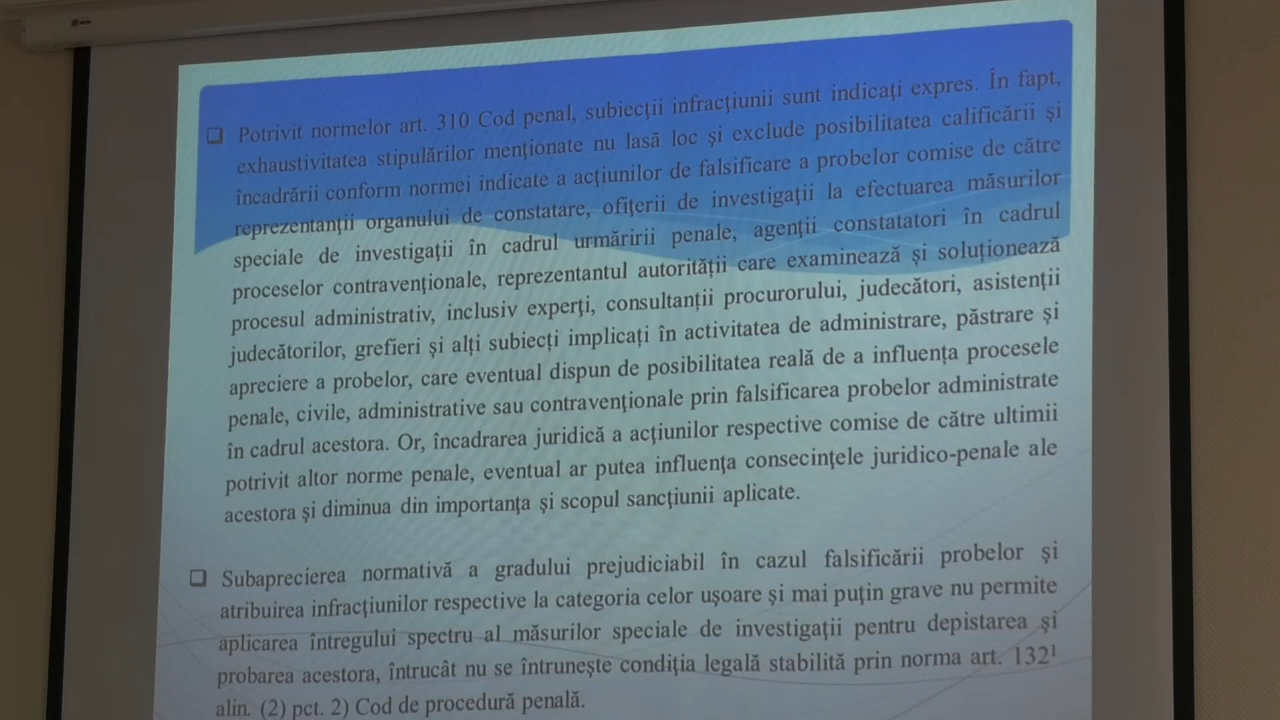 ❑ Potrivit normelor art. 310 Cod penal, subiecţii infracţiunii sunt indicaţi expres. În fapt,
exhaustivitatea stipulărilor menţionate nu lasă loc şi exclude posibilitatea calificării şi
încadrării conform normei indicate a acţiunilor de falsificare a probelor comise de către
reprezentanţii organului de constatare, ofiţerii de investigaţii la efectuarea măsurilor
speciale de investigaţii în cadrul urmăririi penale, agenţii constatatori în cadrul
proceselor contravenţionale, reprezentantul autorităţii care examinează şi soluţionează
procesul administrativ, inclusiv experţi, consultanţii procurorului, judecători, asistenţii
judecătorilor, grefieri şi alţi subiecţi implicaţi în activitatea de administrare, păstrare şi
apreciere a probelor, care eventual dispun de posibilitatea reală de a influenţa procesele
penale, civile, administrative sau contravenţionale prin falsificarea probelor administrate
în cadrul acestora. Or, încadrarea juridică a acţiunilor respective comise de către ultimii
potrivit altor norme penale, eventual ar putea influenţa consecinţele juridico-penale ale
acestora şi diminua din importanţa şi scopul sancţiunii aplicate.
❑ Subaprecierea normativă a gradului prejudiciabil în cazul falsificării probelor şi
atribuirea infracţiunilor respective la categoria celor uşoare şi mai puţin grave nu permite
aplicarea întregului spectru al măsurilor speciale de investigaţii pentru depistarea şi
probarea acestora, întrucât nu se întruneşte condiţia legală stabilită prin norma art. 132¹
alin. (2) pct. 2) Cod de procedură penală.